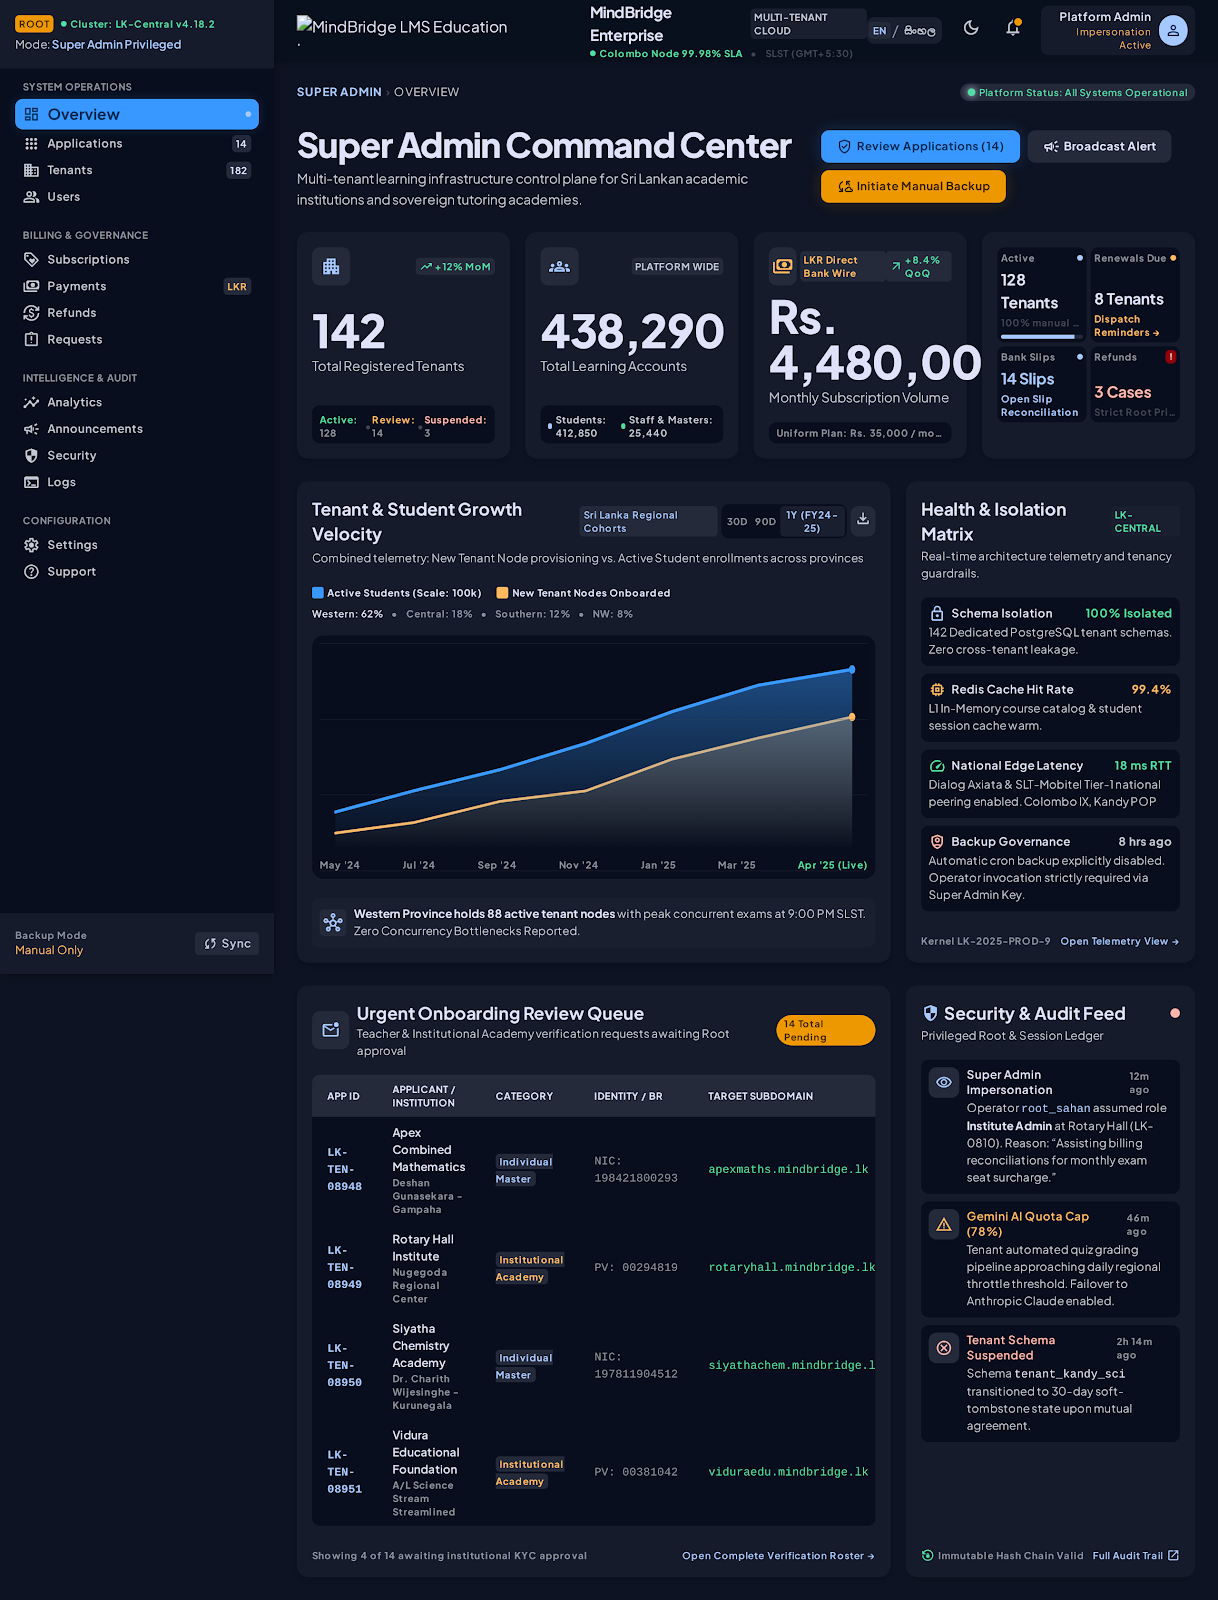 ROOT
Cluster: LK-Central v4.18.2
Mode: Super Admin Privileged
SYSTEM OPERATIONS
Overview
Applications 14
Tenants 182
Users
BILLING & GOVERNANCE
Subscriptions
Payments LKR
Refunds
Requests
INTELLIGENCE & AUDIT
Analytics
Announcements
Security
Logs
CONFIGURATION
Settings
Support
Backup Mode
Manual Only
Sync
MindBridge LMS Education
.
MindBridge
Enterprise
MULTI-TENANT
CLOUD
Colombo Node 99.98% SLA • SLST (GMT+5:30)
EN / සිංහල
Platform Admin
Impersonation
Active
SUPER ADMIN › OVERVIEW
Platform Status: All Systems Operational
Super Admin Command Center
Multi-tenant learning infrastructure control plane for Sri Lankan academic
institutions and sovereign tutoring academies.
Review Applications (14)
Broadcast Alert
Initiate Manual Backup
+12% MoM
142
Total Registered Tenants
Active: • Review: • Suspended:
128 14 3
PLATFORM WIDE
438,290
Total Learning Accounts
Students: Staff & Masters:
412,850 25,440
LKR Direct
Bank Wire
+8.4%
QoQ
Rs.
4,480,00
Monthly Subscription Volume
Uniform Plan: Rs. 35,000 / mo…
Active
128
Tenants
100% manual …
Renewals Due
8 Tenants
Dispatch
Reminders →
Bank Slips
14 Slips
Open Slip
Reconciliation
Refunds !
3 Cases
Strict Root Pri…
Tenant & Student Growth
Velocity
Sri Lanka Regional
Cohorts
30D 90D
1Y (FY24-
25)
Combined telemetry: New Tenant Node provisioning vs. Active Student enrollments across provinces
Active Students (Scale: 100k) New Tenant Nodes Onboarded
Western: 62% • Central: 18% • Southern: 12% • NW: 8%
May '24 Jul '24 Sep '24 Nov '24 Jan '25 Mar '25 Apr '25 (Live)
Western Province holds 88 active tenant nodes with peak concurrent exams at 9:00 PM SLST.
Zero Concurrency Bottlenecks Reported.
Health & Isolation
Matrix
LK-
CENTRAL
Real-time architecture telemetry and tenancy
guardrails.
Schema Isolation 100% Isolated
142 Dedicated PostgreSQL tenant schemas.
Zero cross-tenant leakage.
Redis Cache Hit Rate 99.4%
L1 In-Memory course catalog & student
session cache warm.
National Edge Latency 18 ms RTT
Dialog Axiata & SLT-Mobitel Tier-1 national
peering enabled. Colombo IX, Kandy POP
Backup Governance 8 hrs ago
Automatic cron backup explicitly disabled.
Operator invocation strictly required via
Super Admin Key.
Kernel LK-2025-PROD-9 Open Telemetry View →
Urgent Onboarding Review Queue
Teacher & Institutional Academy verification requests awaiting Root
approval
14 Total
Pending
APP ID
APPLICANT /
INSTITUTION
CATEGORY IDENTITY / BR TARGET SUBDOMAIN
LK-
TEN-
08948
Apex
Combined
Mathematics
Deshan
Gunasekara –
Gampaha
Individual
Master
NIC:
198421800293
apexmaths.mindbridge.lk
LK-
TEN-
08949
Rotary Hall
Institute
Nugegoda
Regional
Center
Institutional
Academy
PV: 00294819
rotaryhall.mindbridge.lk
LK-
TEN-
08950
Siyatha
Chemistry
Academy
Dr. Charith
Wijesinghe –
Kurunegala
Individual
Master
NIC:
197811904512
siyathachem.mindbridge.l
LK-
TEN-
08951
Vidura
Educational
Foundation
A/L Science
Stream
Streamlined
Institutional
Academy
PV: 00381042
viduraedu.mindbridge.lk
Showing 4 of 14 awaiting institutional KYC approval Open Complete Verification Roster →
Security & Audit Feed
Privileged Root & Session Ledger
Super Admin
Impersonation
12m
ago
Operator root_sahan assumed role
Institute Admin at Rotary Hall (LK-
0810). Reason: "Assisting billing
reconciliations for monthly exam
seat surcharge."
Gemini AI Quota Cap
(78%)
46m
ago
Tenant automated quiz grading
pipeline approaching daily regional
throttle threshold. Failover to
Anthropic Claude enabled.
Tenant Schema
Suspended
2h 14m
ago
Schema tenant_kandy_sci
transitioned to 30-day soft-
tombstone state upon mutual
agreement.
Immutable Hash Chain Valid Full Audit Trail